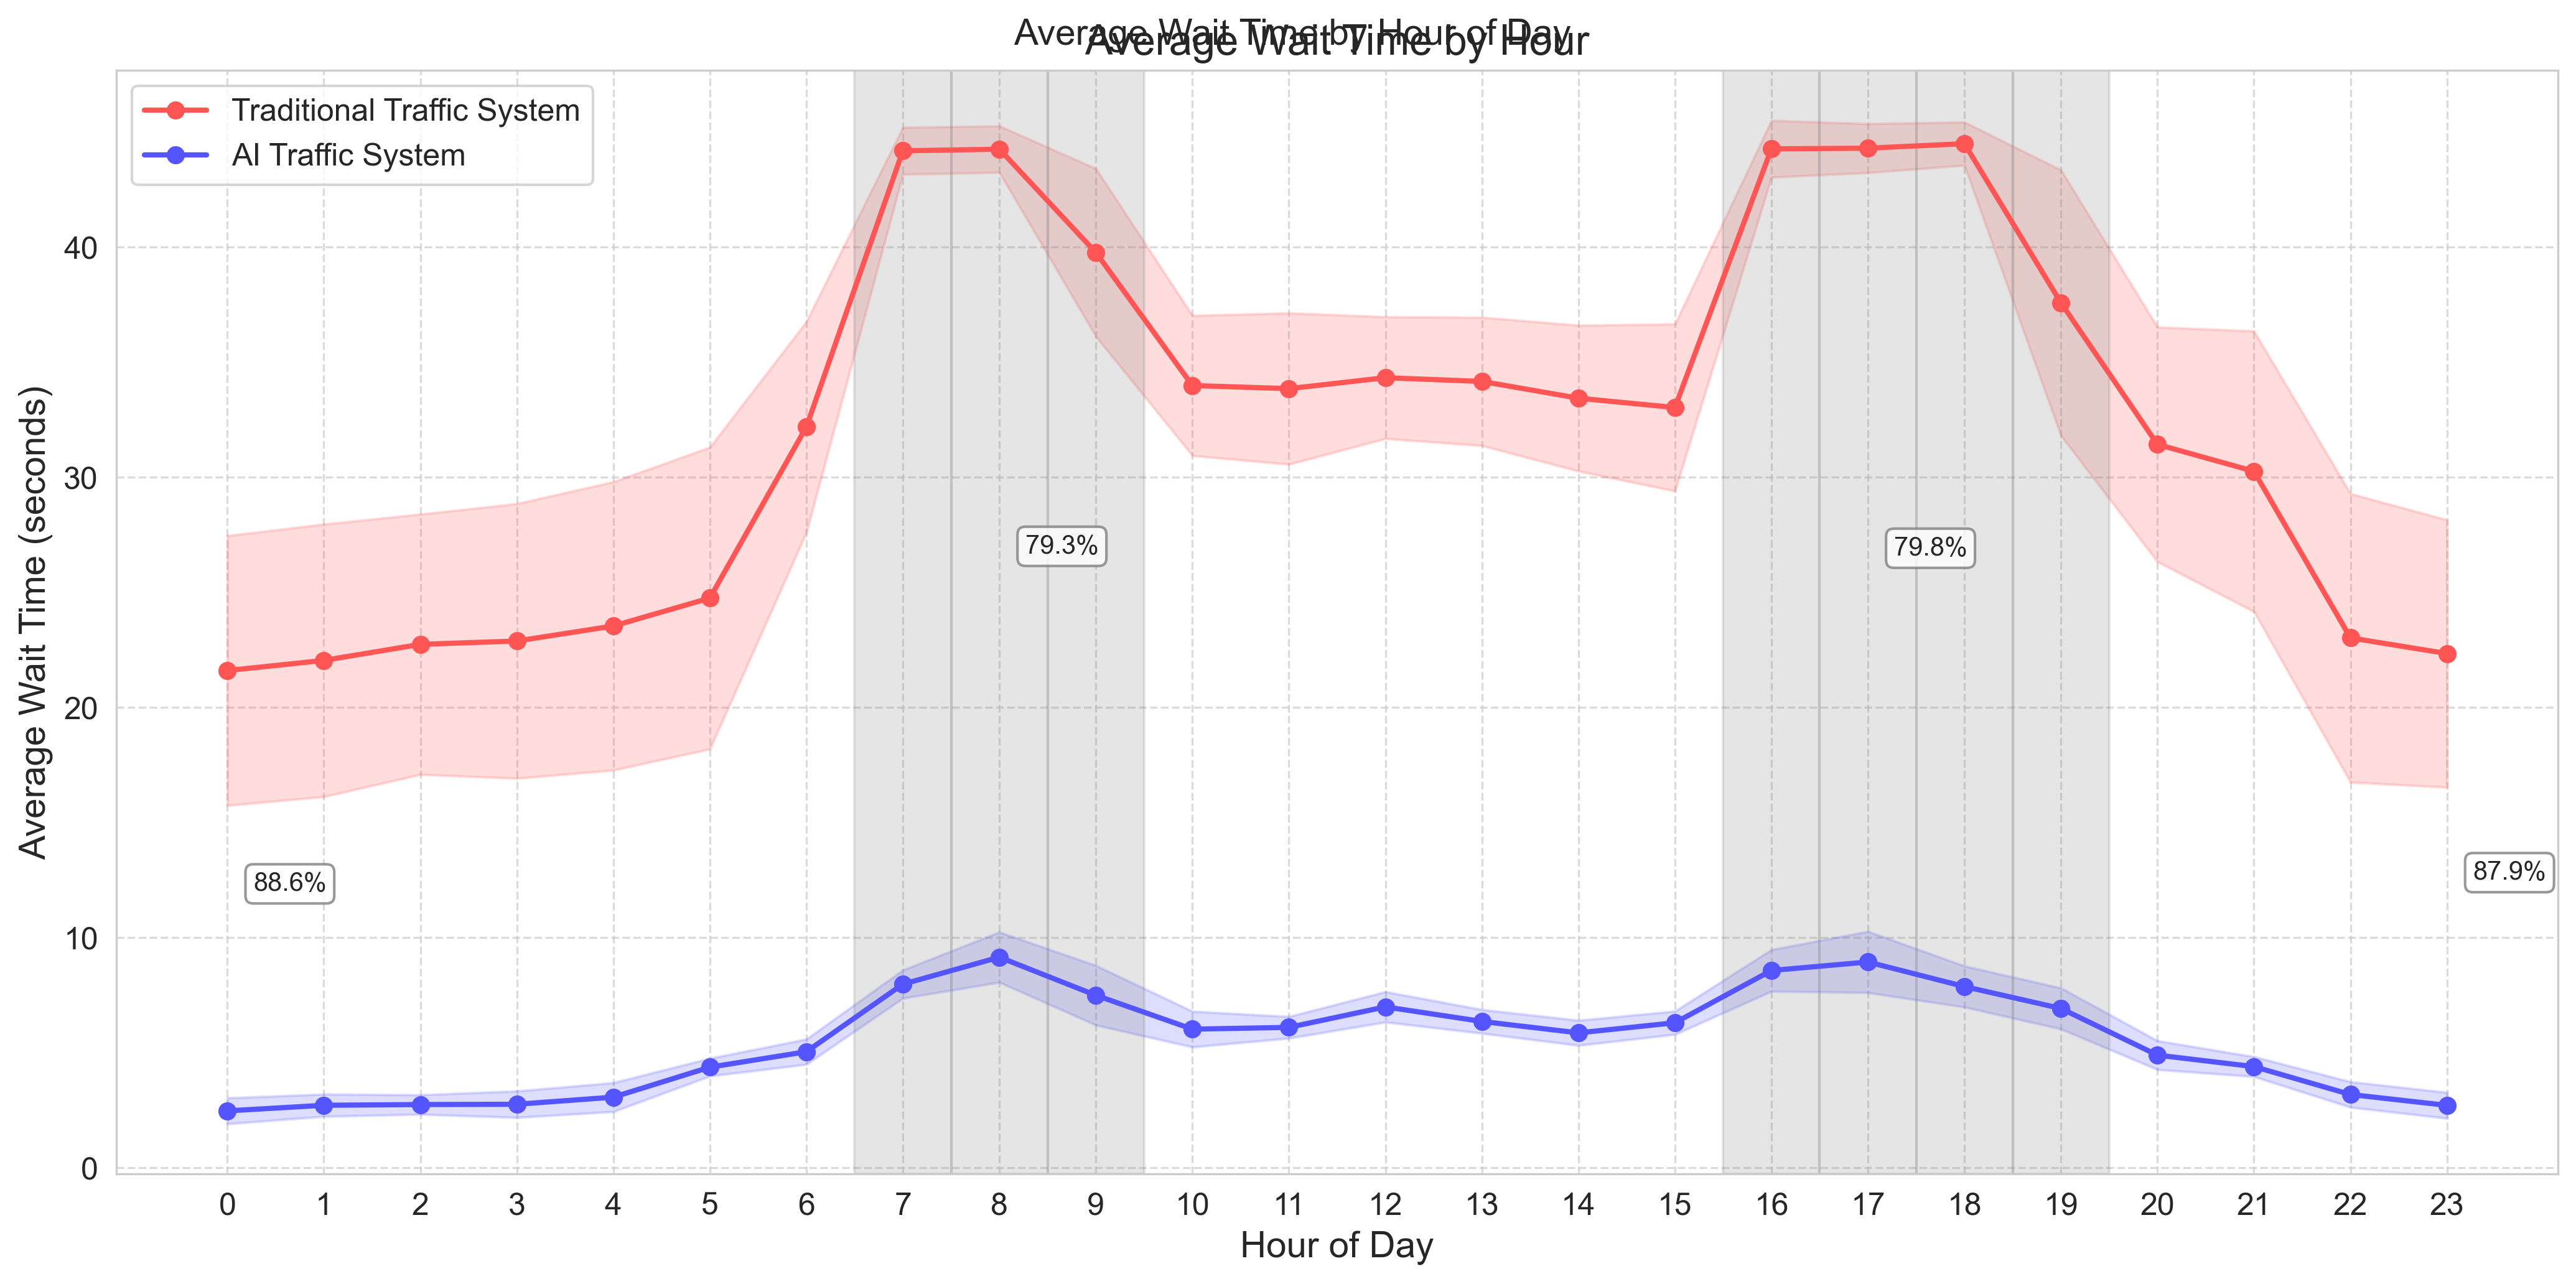 Average Wait Time by Hour of Day
Average Wait Time by Hour
Traditional Traffic System
AI Traffic System
Average Wait Time (seconds)
40
30
20
10
0
79.3%
79.8%
88.6%
87.9%
0 1 2 3 4 5 6 7 8 9 10 11 12 13 14 15 16 17 18 19 20 21 22 23
Hour of Day